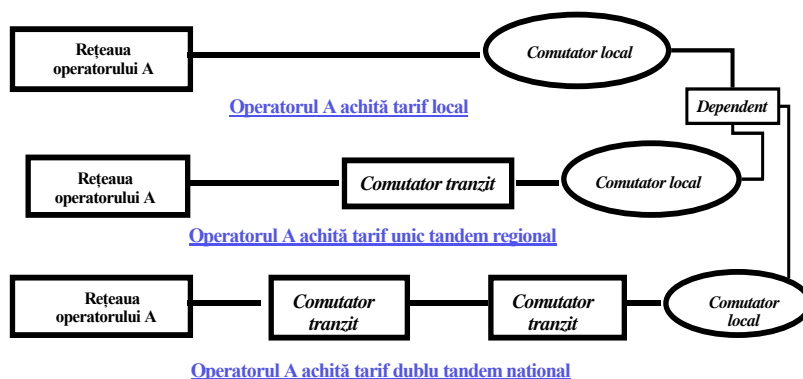 Rețeaua
operatorului A
Comutator local
Operatorul A achită tarif local
Dependent
Rețeaua
operatorului A
Comutator tranzit
Comutator local
Operatorul A achită tarif unic tandem regional
Rețeaua
operatorului A
Comutator
tranzit
Comutator
tranzit
Comutator
local
Operatorul A achită tarif dublu tandem national